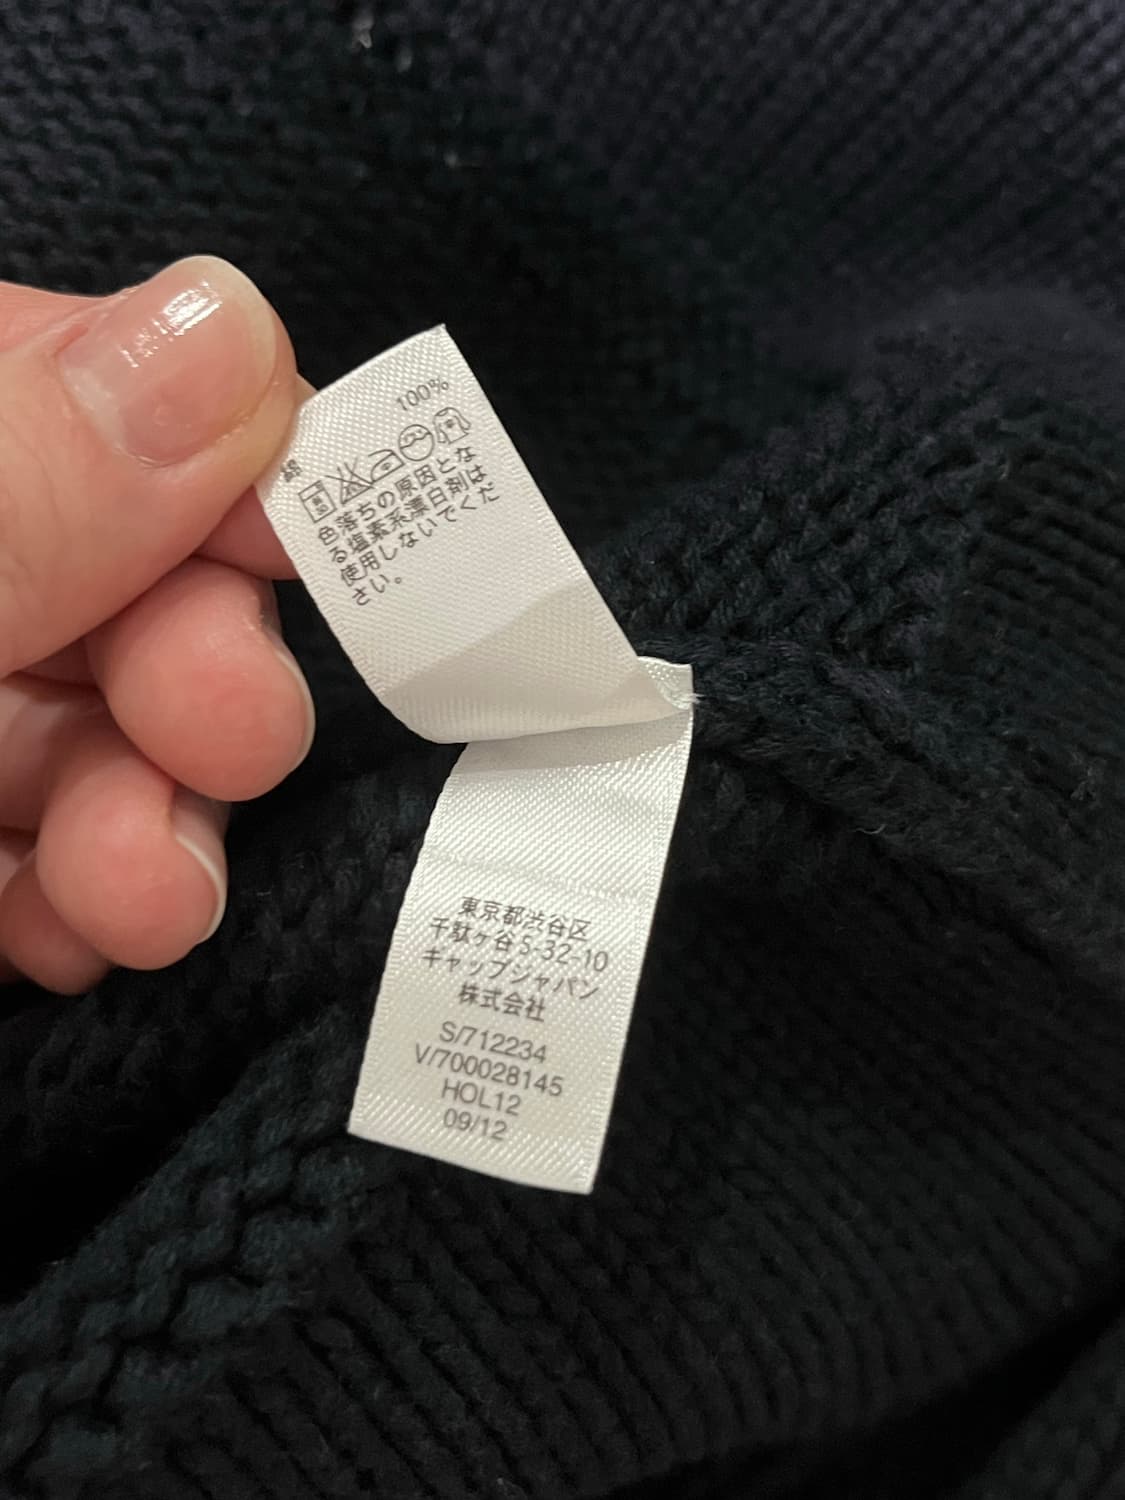 綿
100%
色落ちの原因とな
る塩素系漂白剤は
使用しないでくだ
さい。
東京都渋谷区
千駄ヶ谷5-32-10
ギャップジャパン
株式会社
S/712234
V/700028145
HOL12
09/12